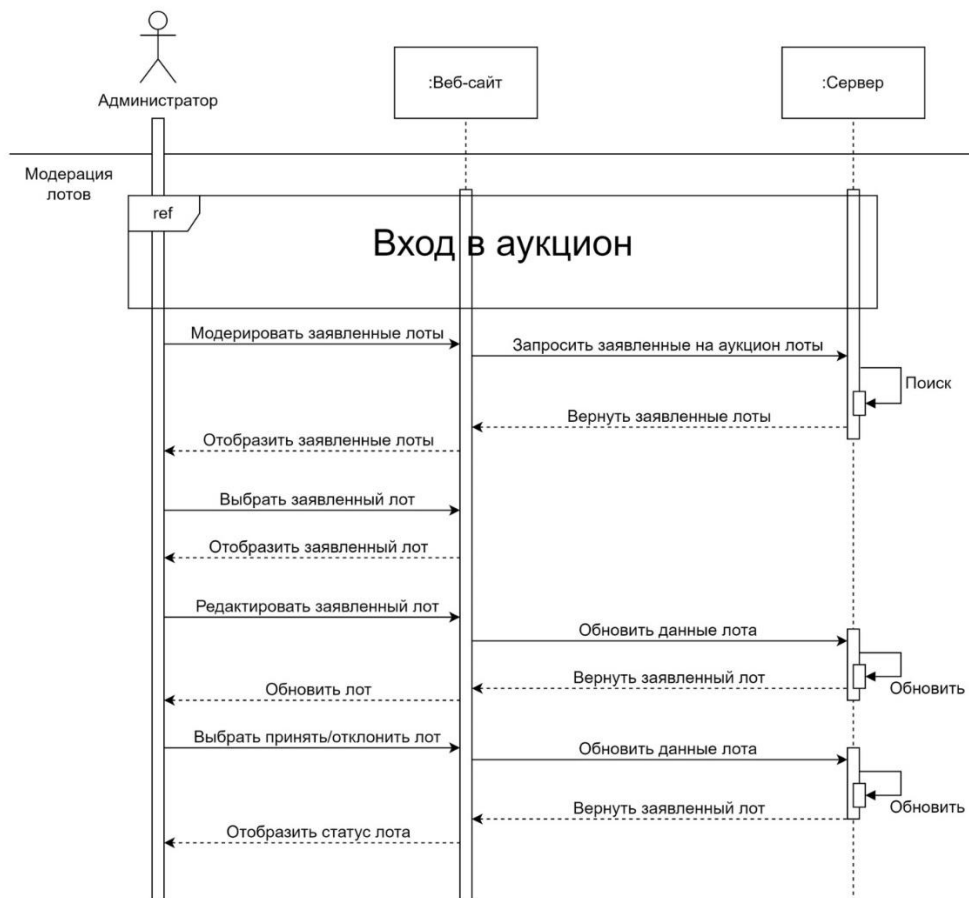 Администратор
:Веб-сайт
:Сервер
Модерация
лотов
ref
Вход в аукцион
Модерировать заявленные лоты
Запросить заявленные на аукцион лоты
Поиск
Вернуть заявленные лоты
Отобразить заявленные лоты
Выбрать заявленный лот
Отобразить заявленный лот
Редактировать заявленный лот
Обновить данные лота
Вернуть заявленный лот
Обновить
Обновить лот
Выбрать принять/отклонить лот
Обновить данные лота
Вернуть заявленный лот
Обновить
Отобразить статус лота